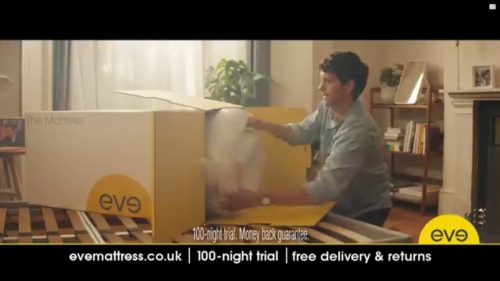 The Mattress
eve
100-night trial. Money back guarantee.
eve
evemattress.co.uk | 100-night trial | free delivery & returns